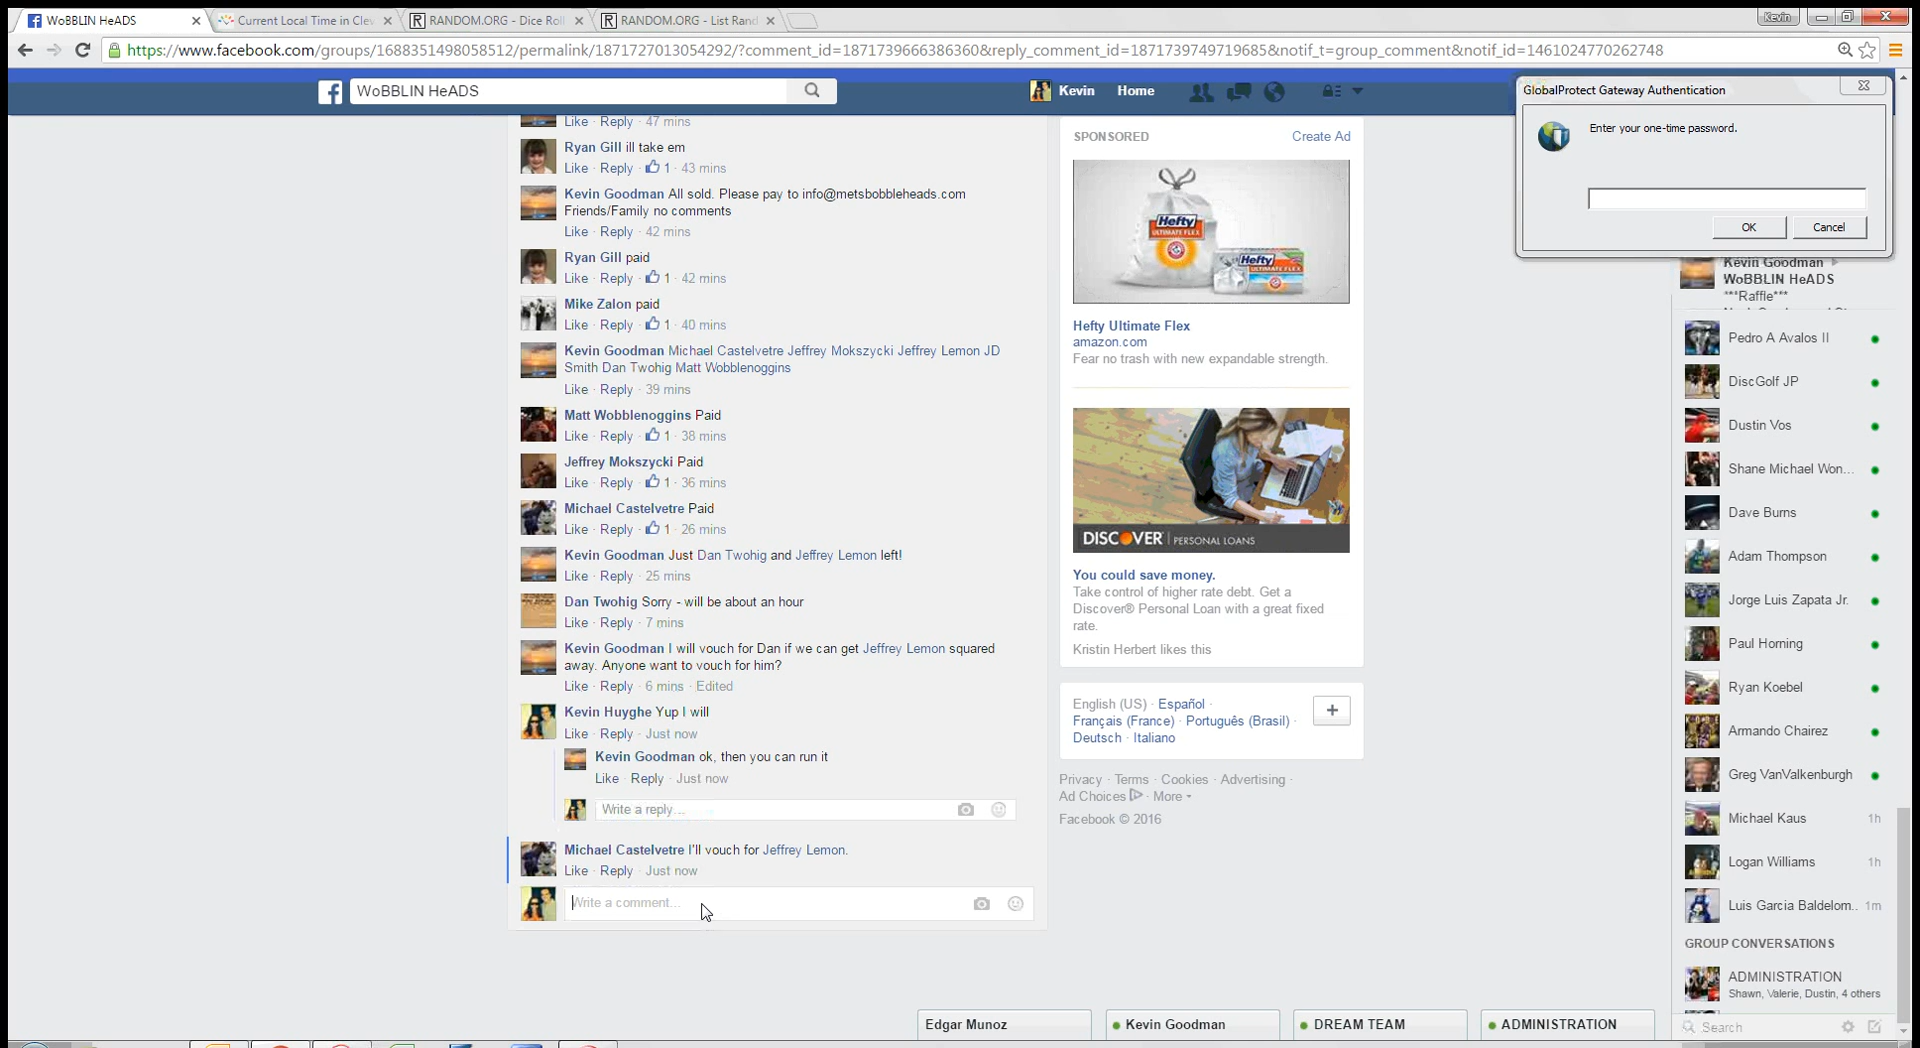 WoBBLIN HeADS
Current Local Time in Clev
RANDOM.ORG - Dice Roll
RANDOM.ORG - List Rand
Kevin
https://www.facebook.com/groups/1688351498058512/permalink/1871727013054292/?comment_id=1871739666386360&reply_comment_id=1871739749719685&notif_t=group_comment&notif_id=1461024770262748
WoBBLIN HeADS
Kevin
Home
GlobalProtect Gateway Authentication
Enter your one-time password.
OK
Cancel
Like · Reply · 47 mins
Ryan Gill ill take em
Like · Reply · 1 · 43 mins
Kevin Goodman All sold. Please pay to info@metsbobbleheads.com
Friends/Family no comments
Like · Reply · 42 mins
Ryan Gill paid
Like · Reply · 1 · 42 mins
Mike Zalon paid
Like · Reply · 1 · 40 mins
Kevin Goodman Michael Castelvetre Jeffrey Mokszycki Jeffrey Lemon JD
Smith Dan Twohig Matt Wobblenoggins
Like · Reply · 39 mins
Matt Wobblenoggins Paid
Like · Reply · 1 · 38 mins
Jeffrey Mokszycki Paid
Like · Reply · 1 · 36 mins
Michael Castelvetre Paid
Like · Reply · 1 · 26 mins
Kevin Goodman Just Dan Twohig and Jeffrey Lemon left!
Like · Reply · 25 mins
Dan Twohig Sorry - will be about an hour
Like · Reply · 7 mins
Kevin Goodman I will vouch for Dan if we can get Jeffrey Lemon squared
away. Anyone want to vouch for him?
Like · Reply · 6 mins · Edited
Kevin Huyghe Yup I will
Like · Reply · Just now
Kevin Goodman ok, then you can run it
Like · Reply · Just now
Write a reply...
Michael Castelvetre I'll vouch for Jeffrey Lemon.
Like · Reply · Just now
Write a comment...
SPONSORED
Create Ad
Hefty
ULTIMATE FLEX
Hefty
ULTIMATE FLEX
Hefty Ultimate Flex
amazon.com
Fear no trash with new expandable strength.
DISCOVER PERSONAL LOANS
You could save money.
Take control of higher rate debt. Get a
Discover® Personal Loan with a great fixed
rate.
Kristin Herbert likes this
English (US) · Español ·
Français (France) · Português (Brasil) ·
Deutsch · Italiano
+
Privacy · Terms · Cookies · Advertising ·
Ad Choices · More
Facebook © 2016
Kevin Goodman
WoBBLIN HeADS
***Raffle***
Pedro A Avalos II
DiscGolf JP
Dustin Vos
Shane Michael Won...
Dave Burns
Adam Thompson
Jorge Luis Zapata Jr.
Paul Horning
Ryan Koebel
Armando Chairez
Greg VanValkenburgh
Michael Kaus 1h
Logan Williams 1h
Luis Garcia Baldelom.. 1m
GROUP CONVERSATIONS
ADMINISTRATION
Shawn, Valerie, Dustin, 4 others
Search
Edgar Munoz
Kevin Goodman
DREAM TEAM
ADMINISTRATION